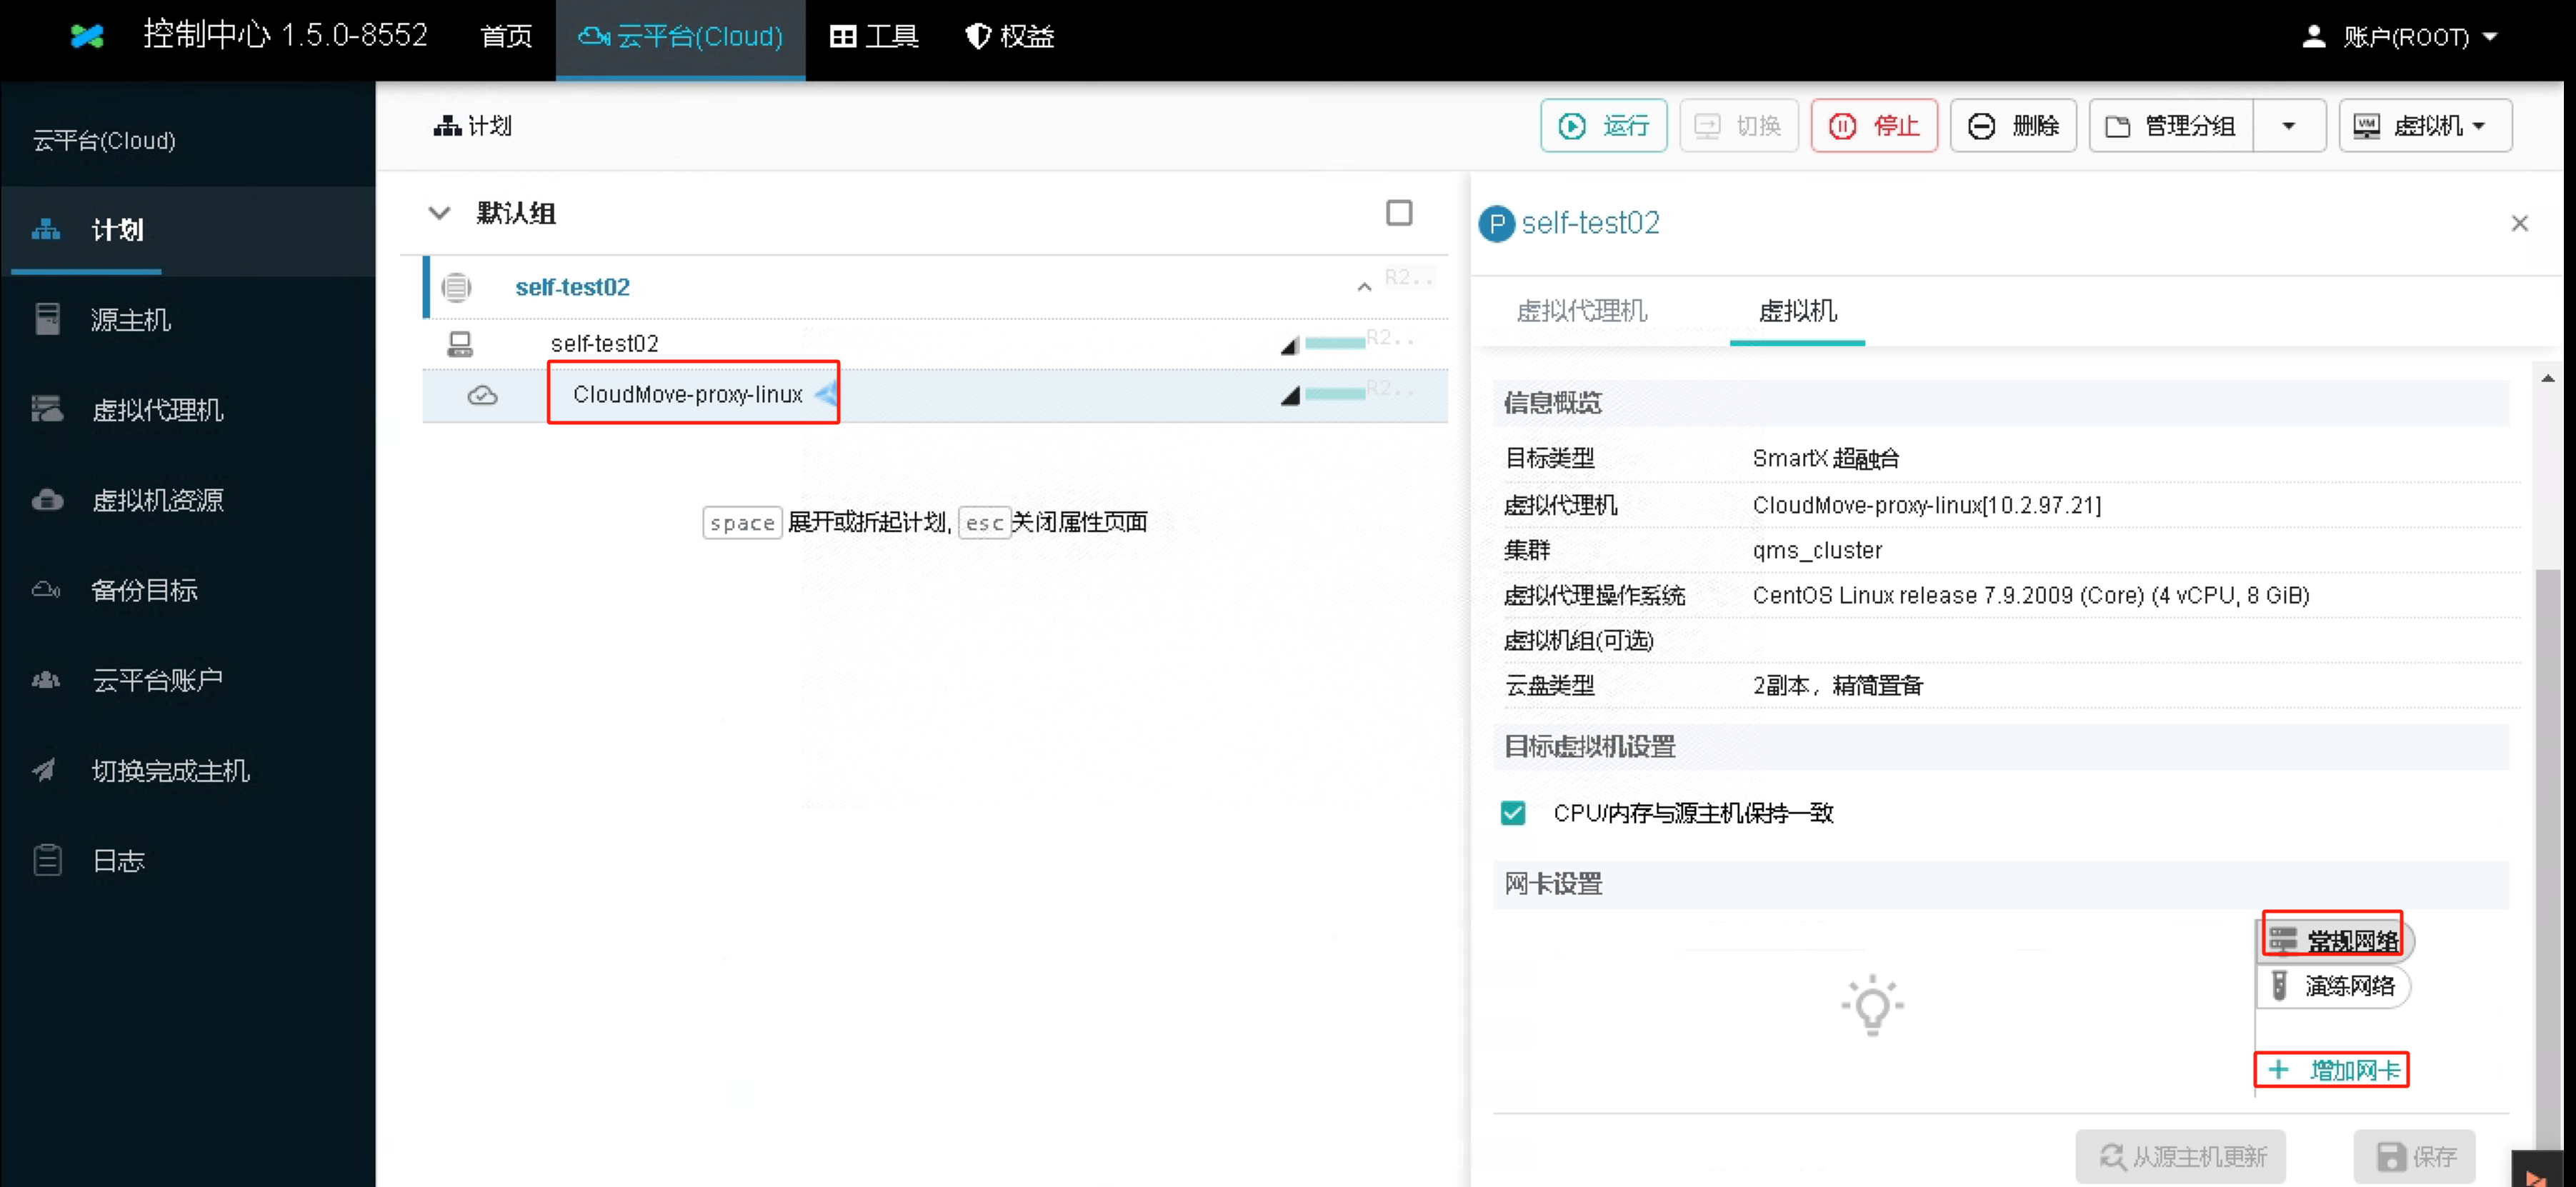 控制中心 1.5.0-8552 首页 云平台(Cloud) 工具 权益 账户(ROOT)
云平台(Cloud)
计划
源主机
虚拟代理机
虚拟机资源
备份目标
云平台账户
切换完成主机
日志
计划 运行 切换 停止 删除 管理分组 VM 虚拟机
默认组
self-test02 R2..
self-test02 R2..
CloudMove-proxy-linux R2..
space 展开或折起计划, esc 关闭属性页面
P self-test02
虚拟代理机 虚拟机
信息概览
目标类型 SmartX 超融合
虚拟代理机 CloudMove-proxy-linux[10.2.97.21]
集群 qms_cluster
虚拟代理操作系统 CentOS Linux release 7.9.2009 (Core) (4 vCPU, 8 GiB)
虚拟机组(可选)
云盘类型 2副本，精简置备
目标虚拟机设置
CPU/内存与源主机保持一致
网卡设置
常规网络
演练网络
+ 增加网卡
从源主机更新 保存